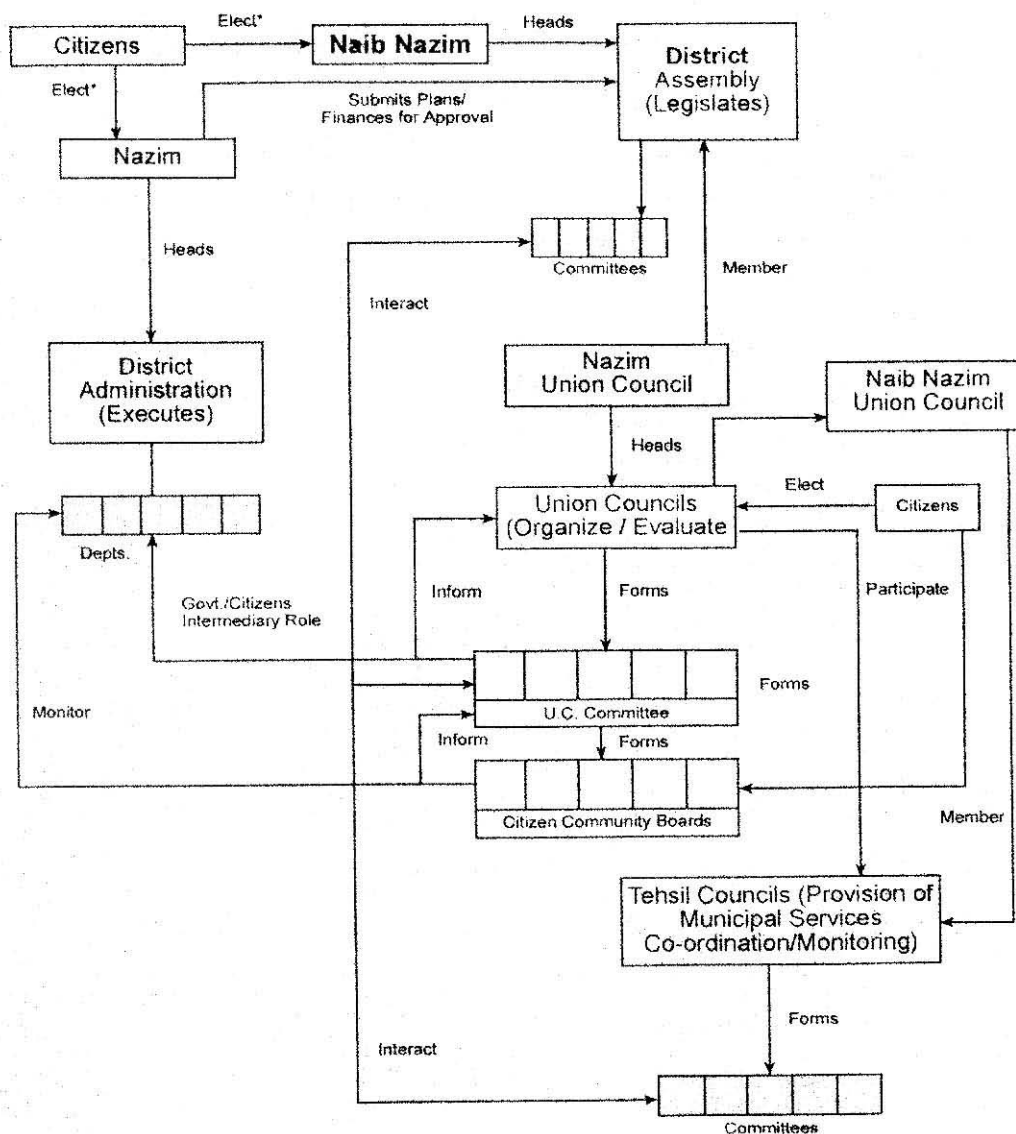 Elect*
Heads
Citizens
Naib Nazim
District
Assembly
(Legislates)
Elect*
Submits Plans/
Finances for Approval
Nazim
Heads
Committees
Member
Interact
District
Administration
(Executes)
Nazim
Union Council
Naib Nazim
Union Council
Heads
Union Councils
(Organize / Evaluate
Elect
Citizens
Depts.
Inform
Forms
Participate
Govt./Citizens
Intermediary Role
Forms
U.C. Committee
Monitor
Inform
Forms
Citizen Community Boards
Member
Tehsil Councils (Provision of
Municipal Services
Co-ordination/Monitoring)
Forms
Interact
Committees